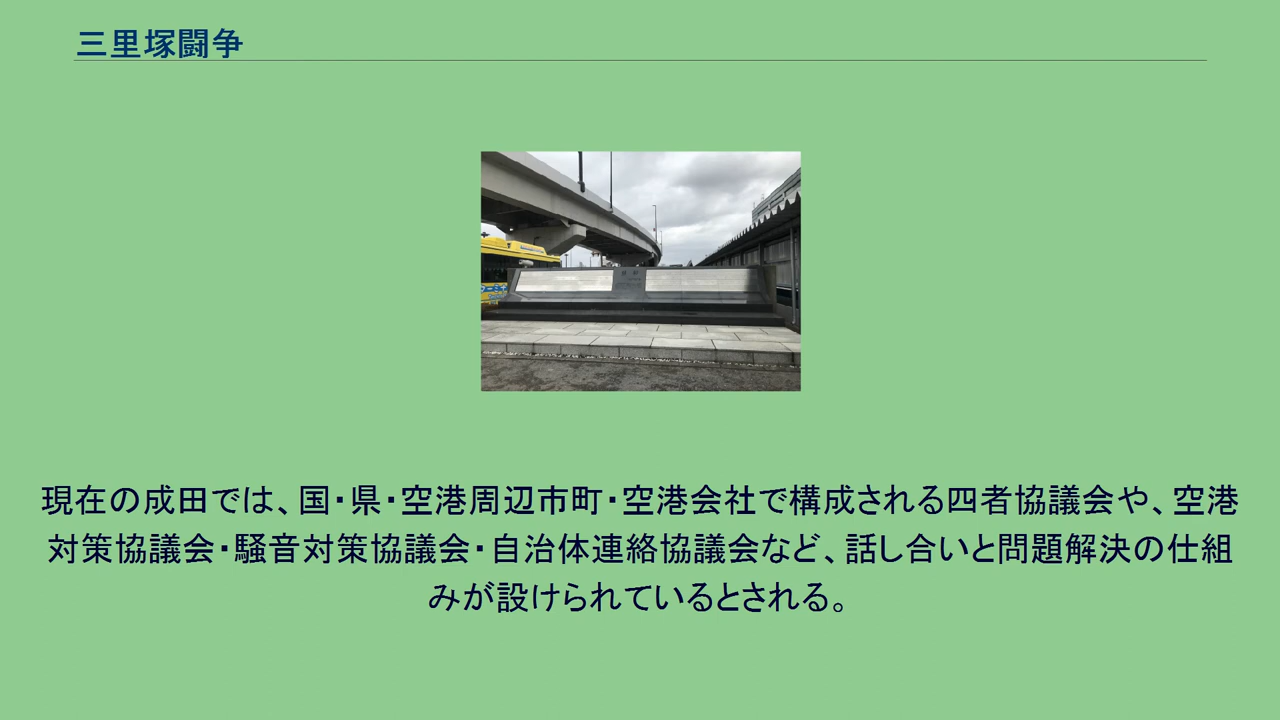 三里塚闘争
現在の成田では、国・県・空港周辺市町・空港会社で構成される四者協議会や、空港
対策協議会・騒音対策協議会・自治体連絡協議会など、話し合いと問題解決の仕組
みが設けられているとされる。